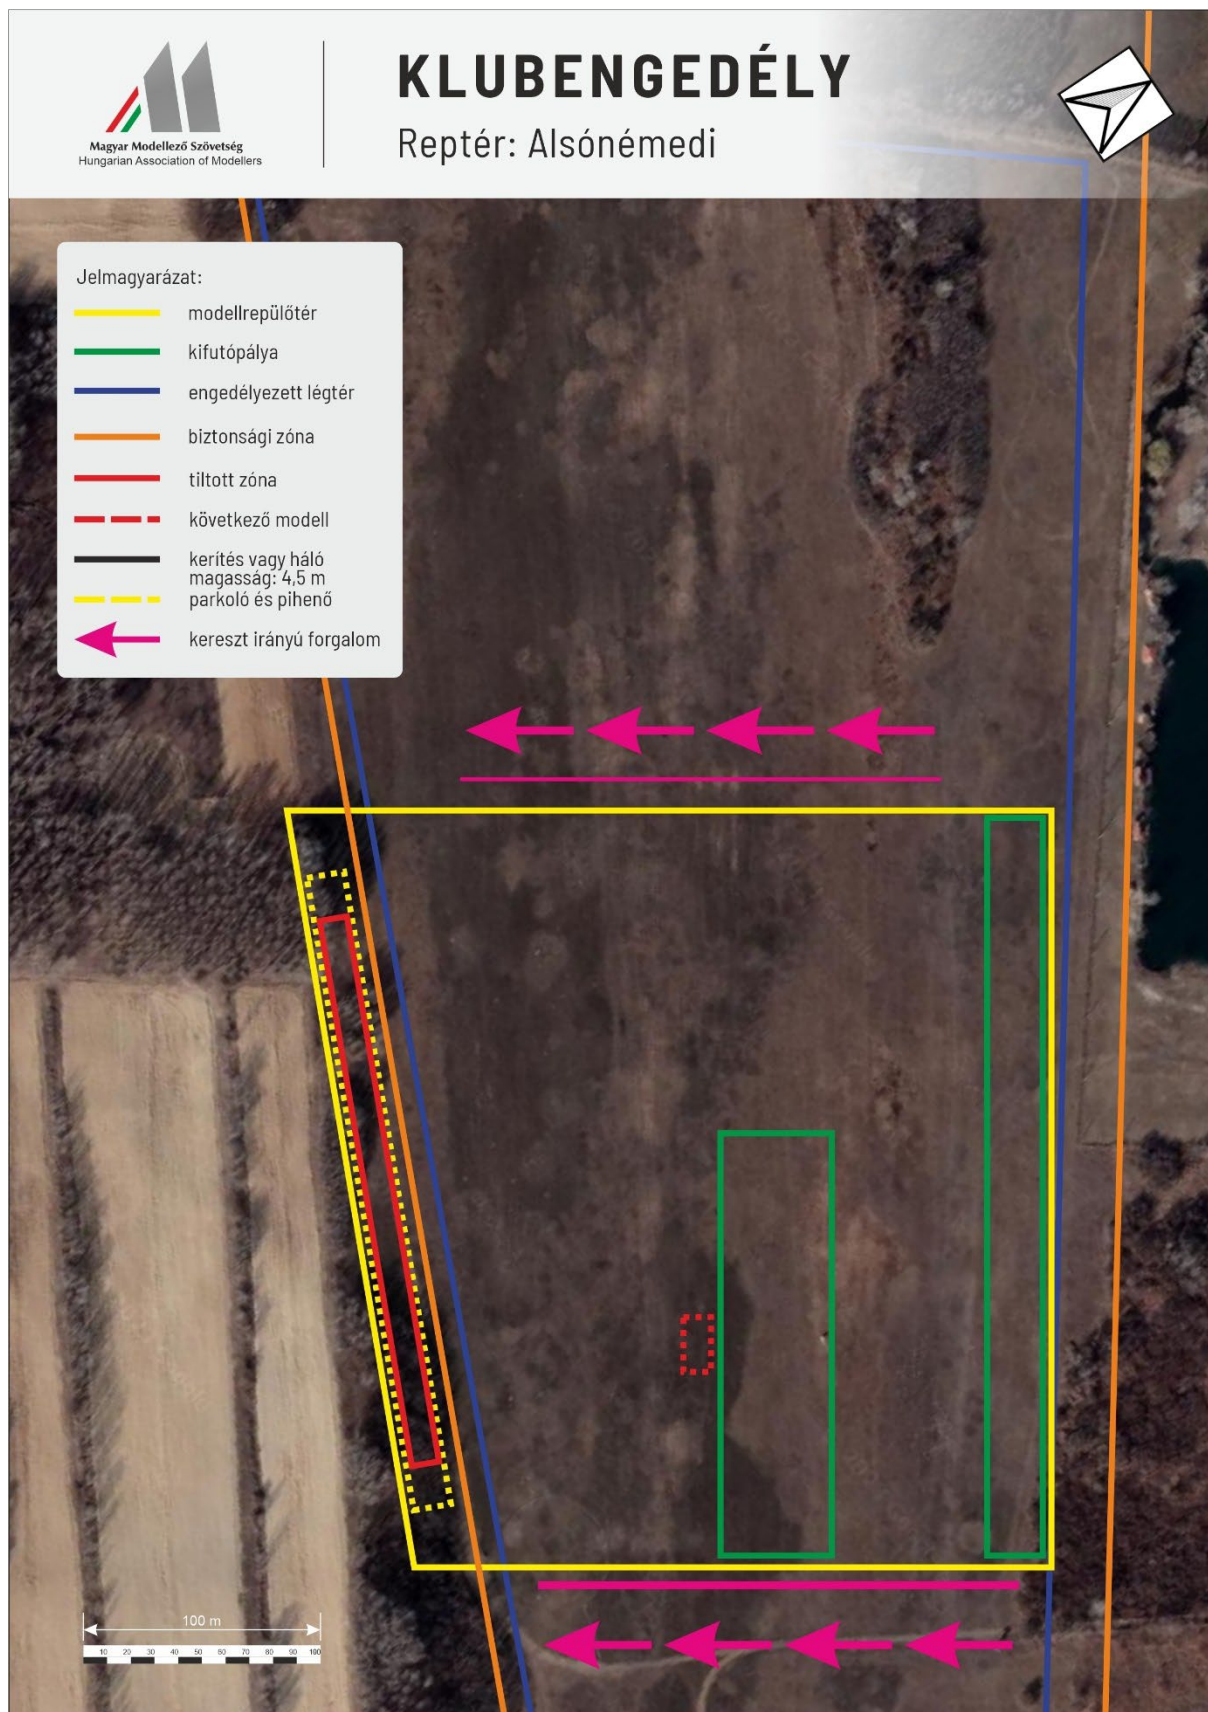 KLUBENGEDÉLY
Reptér: Alsónémedi
Magyar Modellező Szövetség
Hungarian Association of Modellers
Jelmagyarázat:
modellrepülőtér
kifutópálya
engedélyezett légtér
biztonsági zóna
tiltott zóna
következő modell
kerítés vagy háló
magasság: 4,5 m
parkoló és pihenő
kereszt irányú forgalom
100 m
10 20 30 40 50 60 70 80 90 100